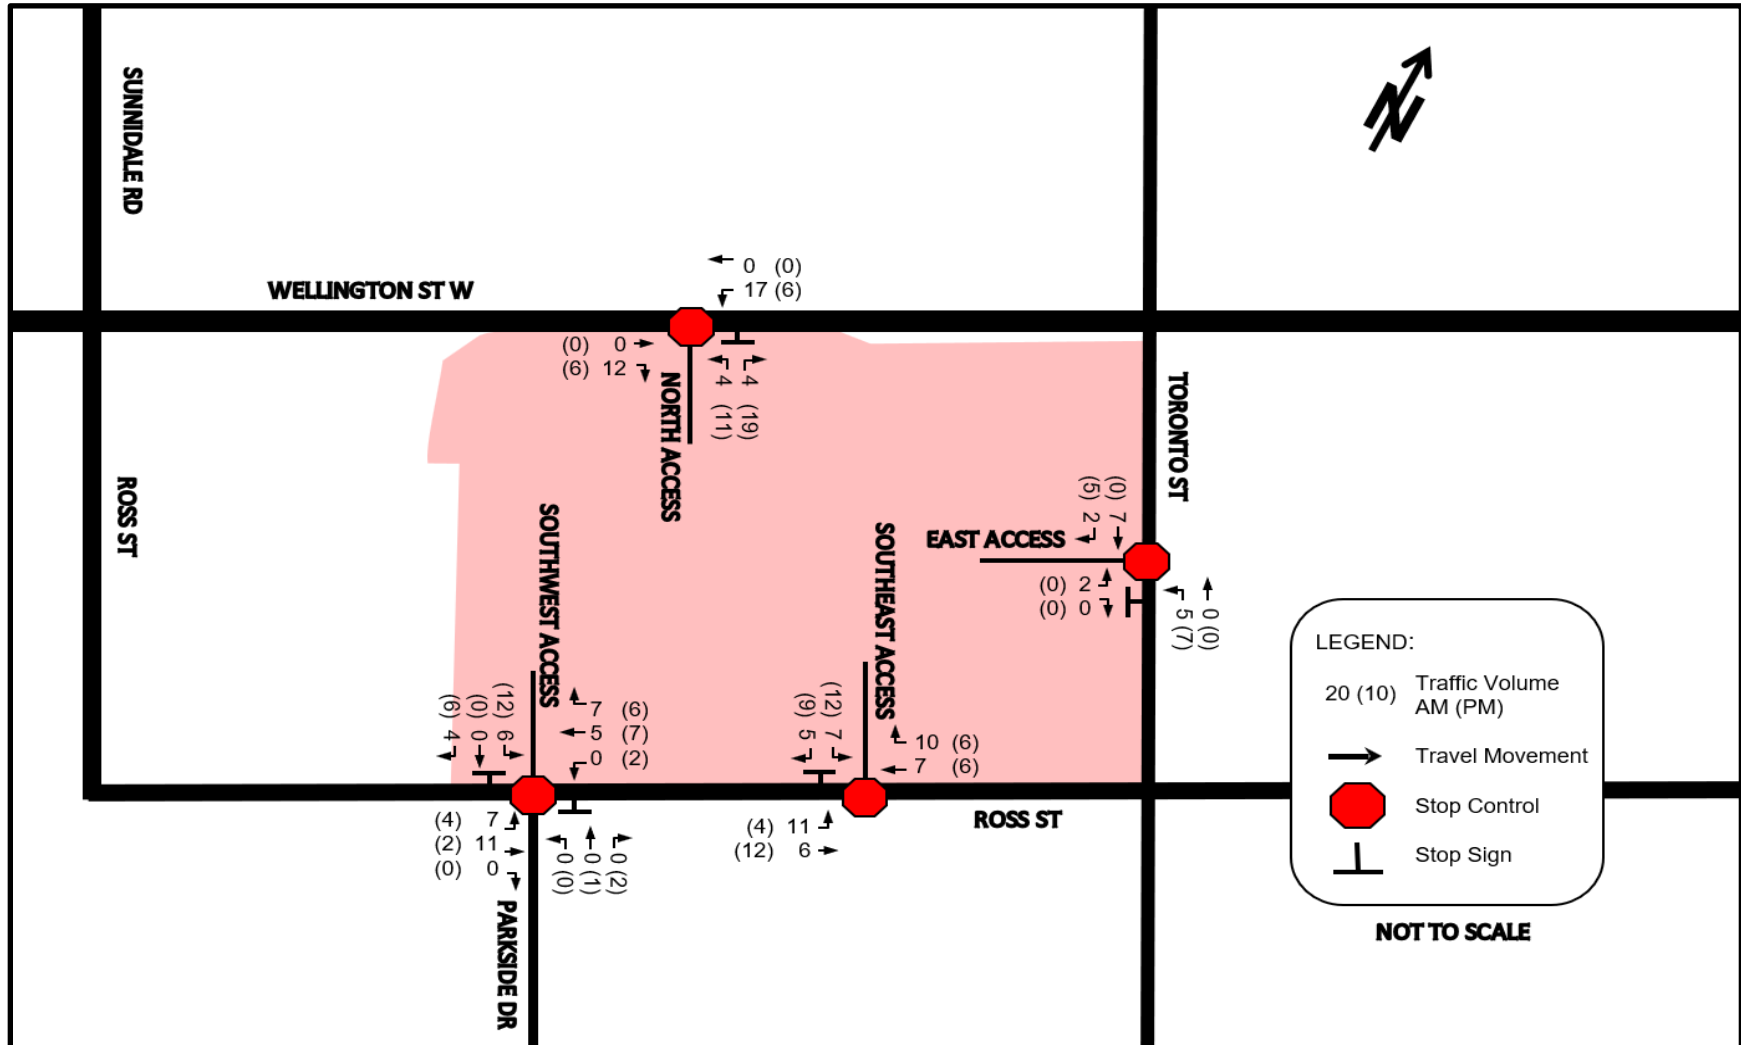 SUNNIDALE RD
N
WELLINGTON ST W
0 (0)
17 (6)
(0) 0
(6) 12
4 (11)
4 (19)
NORTH ACCESS
TORONTO ST
ROSS ST
(5) 2
(0) 7
EAST ACCESS
(0) 2
(0) 0
5 (7)
0 (0)
SOUTHWEST ACCESS
SOUTHEAST ACCESS
(6) 4
(0) 0
(12) 6
7 (6)
5 (7)
0 (2)
(9) 5
(12) 7
10 (6)
7 (6)
(4) 7
(2) 11
(0) 0
0 (0)
0 (1)
0 (2)
(4) 11
(12) 6
ROSS ST
PARKSIDE DR
LEGEND:
20 (10) Traffic Volume
AM (PM)
Travel Movement
Stop Control
Stop Sign
NOT TO SCALE